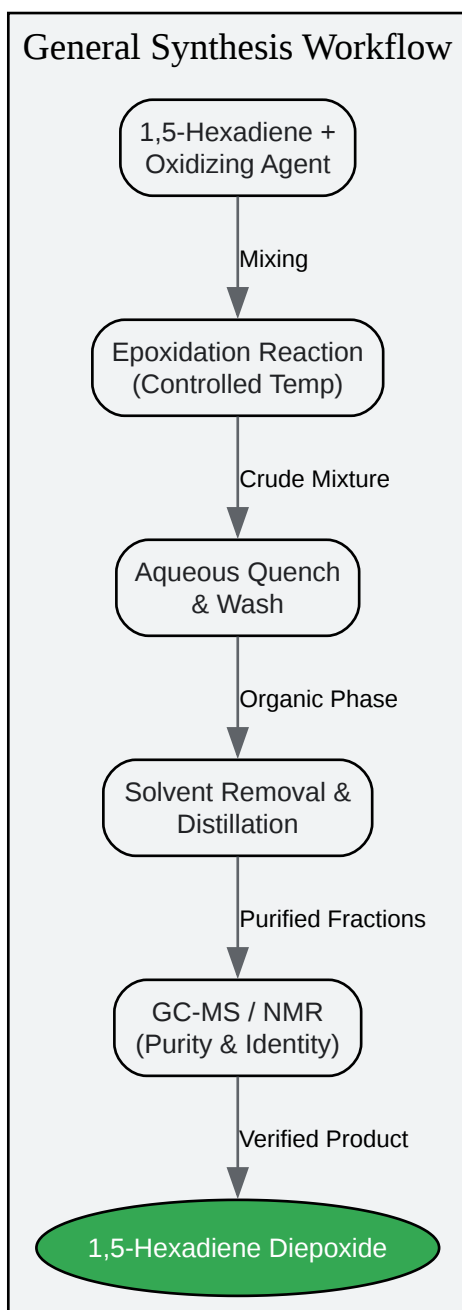 General Synthesis Workflow
1,5-Hexadiene +
Oxidizing Agent
Mixing
Epoxidation Reaction
(Controlled Temp)
Crude Mixture
Aqueous Quench
& Wash
Organic Phase
Solvent Removal &
Distillation
Purified Fractions
GC-MS / NMR
(Purity & Identity)
Verified Product
1,5-Hexadiene Diepoxide